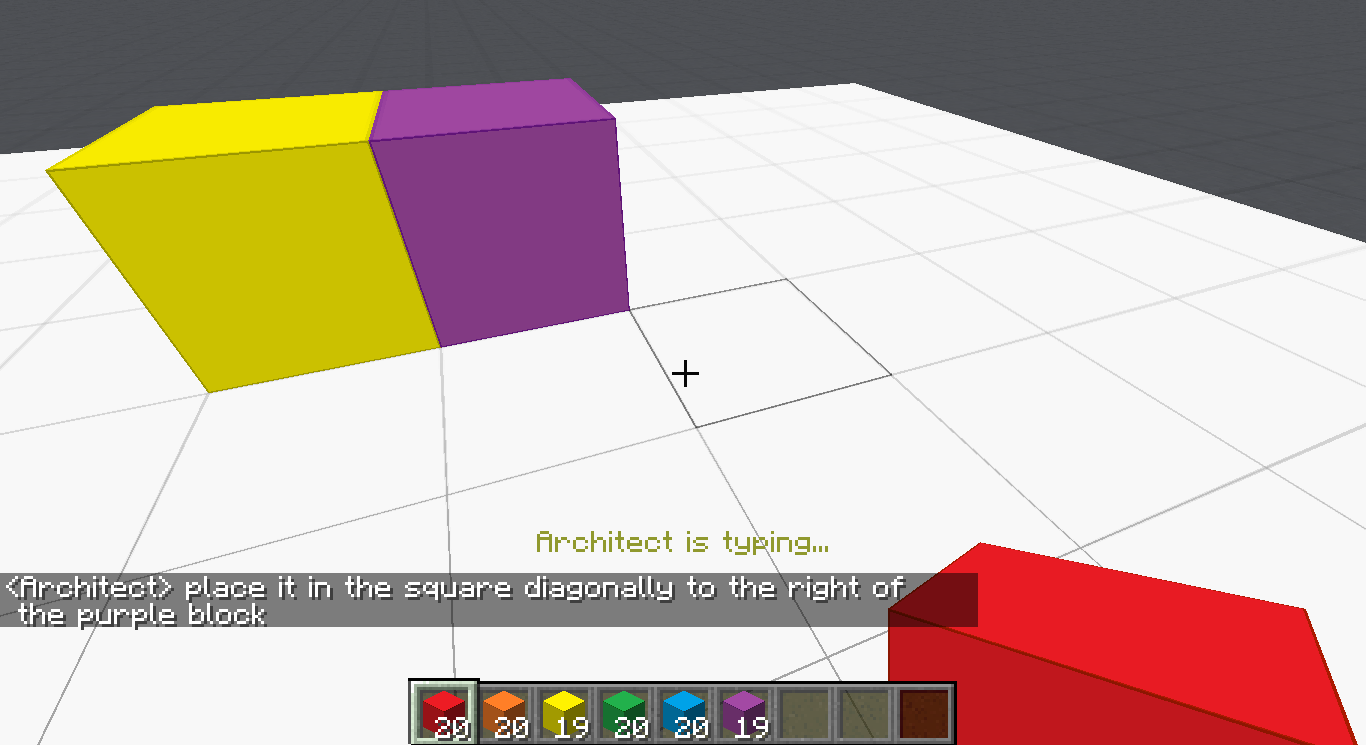 Architect is typing...
<Architect> place it in the square diagonally to the right of
the purple block
20 20 19 20 20 19